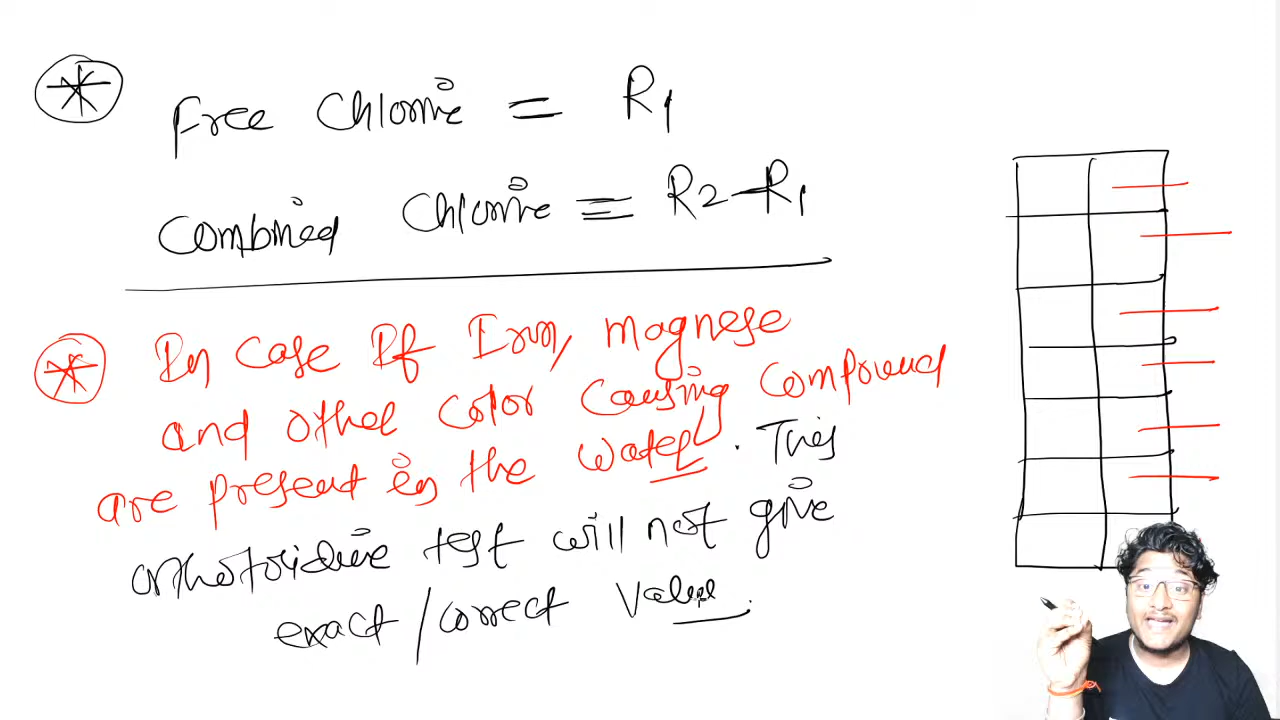 Free Chlorine = R1
Combined Chlorine = R2-R1
In Case If Iron, magnese
and other color causing compound
are present in the water. This
orthotolidine test will not give
exact/correct value.